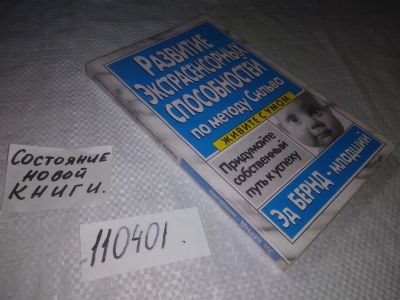 РАЗВИТИЕ
ЭКСТРАСЕНСОРНЫХ
СПОСОБНОСТЕЙ
ПО МЕТОДУ СИЛЬВА
ЖИВИТЕ С УМОМ
Придумайте
собственный
путь к успеху
ЭД БЕРНД-МЛАДШИЙ
СОСТОЯНИЕ
НОВОЙ
КНИГИ.
110401.